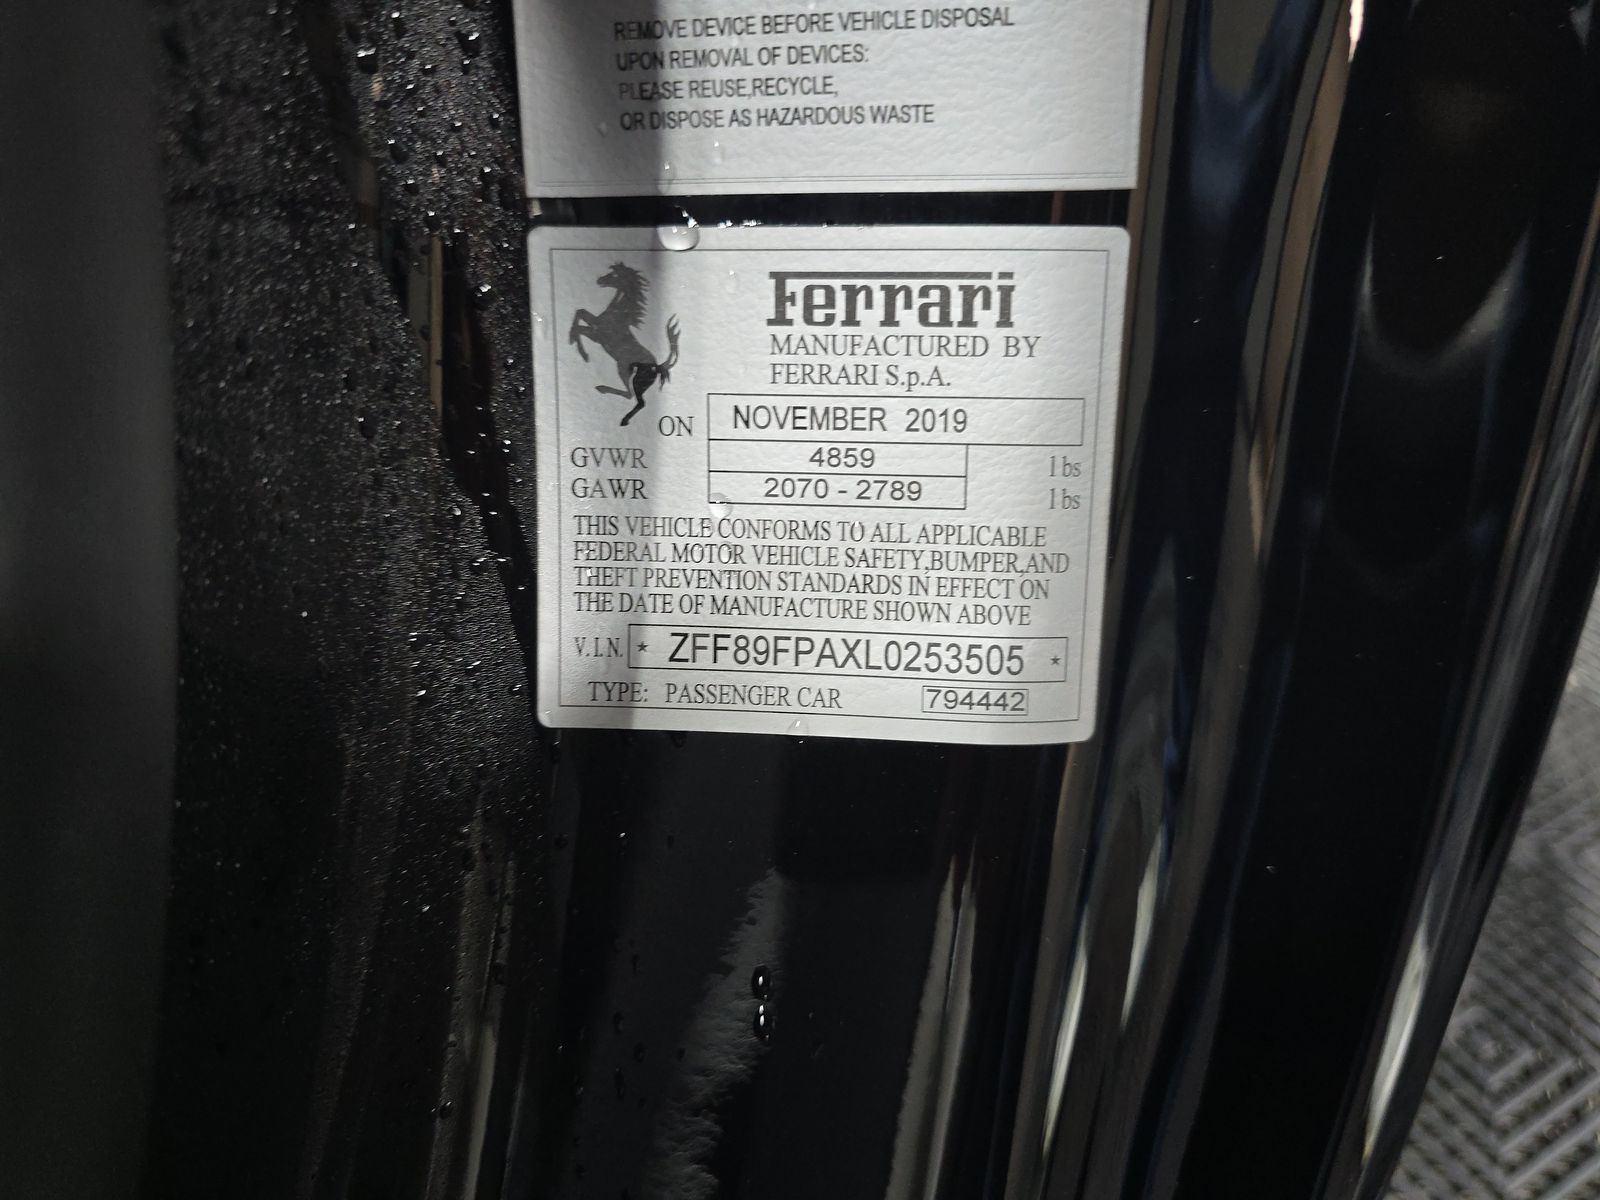 REMOVE DEVICE BEFORE VEHICLE DISPOSAL
UPON REMOVAL OF DEVICES:
PLEASE REUSE,RECYCLE,
OR DISPOSE AS HAZARDOUS WASTE
Ferrari
MANUFACTURED BY
FERRARI S.p.A.
ON NOVEMBER 2019
GVWR 4859 lbs
GAWR 2070 - 2789 lbs
THIS VEHICLE CONFORMS TO ALL APPLICABLE
FEDERAL MOTOR VEHICLE SAFETY,BUMPER,AND
THEFT PREVENTION STANDARDS IN EFFECT ON
THE DATE OF MANUFACTURE SHOWN ABOVE
V.I.N. * ZFF89FPAXL0253505 *
TYPE: PASSENGER CAR 794442